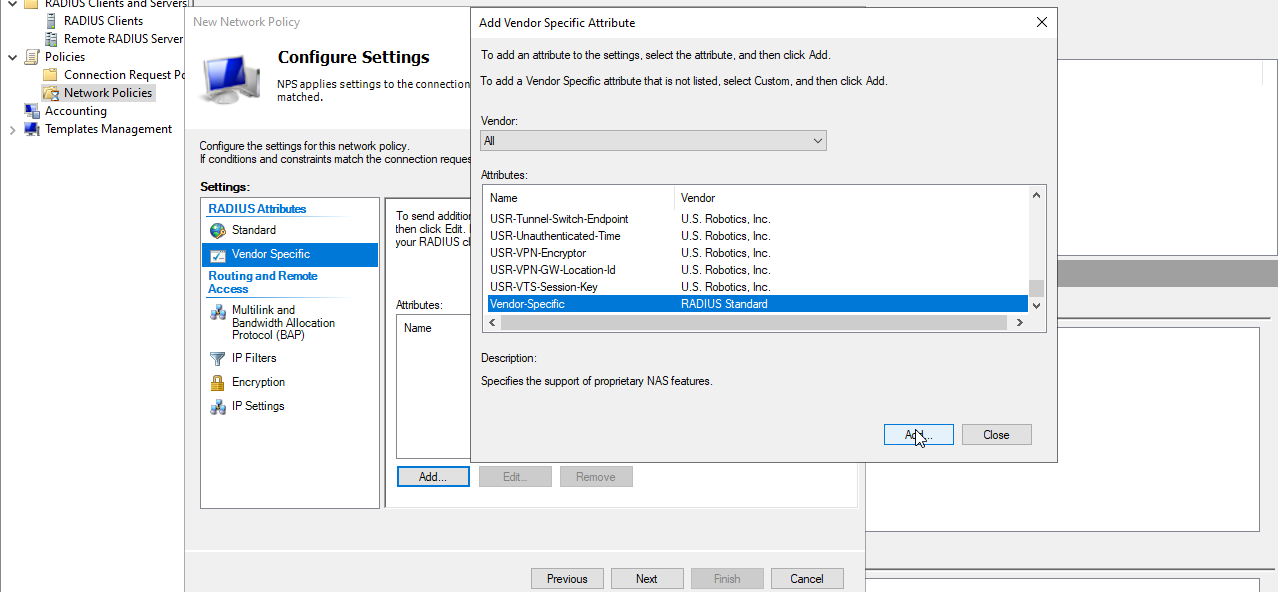 RADIUS Clients and Servers
RADIUS Clients
Remote RADIUS Server
Policies
Connection Request Po
Network Policies
Accounting
Templates Management
New Network Policy
Configure Settings
NPS applies settings to the connection
matched.
Configure the settings for this network policy.
If conditions and constraints match the connection reques
Settings:
RADIUS Attributes
Standard
Vendor Specific
Routing and Remote
Access
Multilink and
Bandwidth Allocation
Protocol (BAP)
IP Filters
Encryption
IP Settings
To send addition
then click Edit.
your RADIUS cl
Attributes:
Name
Add... Edit... Remove
Previous Next Finish Cancel
Add Vendor Specific Attribute
To add an attribute to the settings, select the attribute, and then click Add.
To add a Vendor Specific attribute that is not listed, select Custom, and then click Add.
Vendor:
All
Attributes:
Name Vendor
USR-Tunnel-Switch-Endpoint U.S. Robotics, Inc.
USR-Unauthenticated-Time U.S. Robotics, Inc.
USR-VPN-Encryptor U.S. Robotics, Inc.
USR-VPN-GW-Location-Id U.S. Robotics, Inc.
USR-VTS-Session-Key U.S. Robotics, Inc.
Vendor-Specific RADIUS Standard
Description:
Specifies the support of proprietary NAS features.
Add... Close